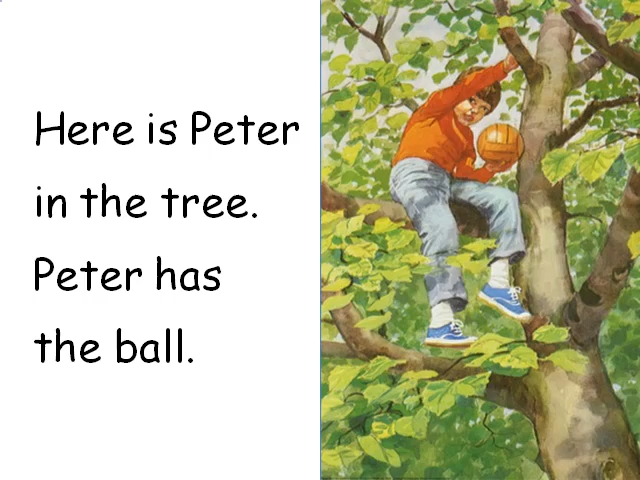 Here is Peter
in the tree.
Peter has
the ball.